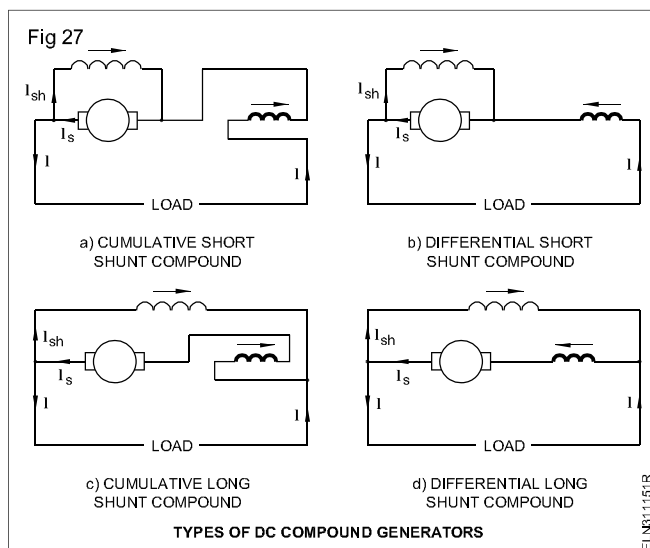 Fig 27
Ish
Is
I
I
LOAD
a) CUMULATIVE SHORT
SHUNT COMPOUND
Ish
Is
I
I
LOAD
b) DIFFERENTIAL SHORT
SHUNT COMPOUND
Ish
Is
I
I
LOAD
c) CUMULATIVE LONG
SHUNT COMPOUND
Ish
Is
I
I
LOAD
d) DIFFERENTIAL LONG
SHUNT COMPOUND
TYPES OF DC COMPOUND GENERATORS
ELN311151R